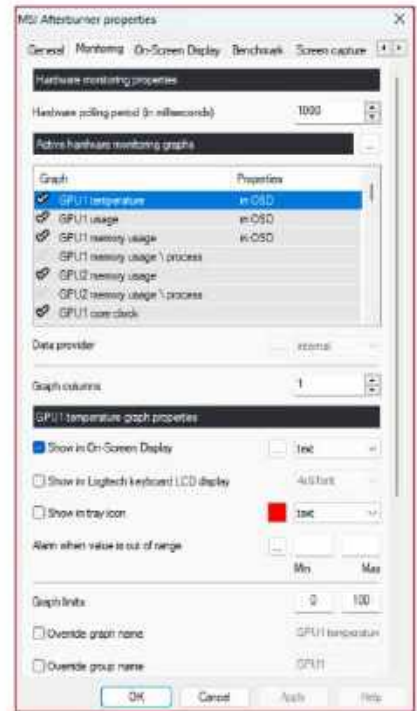 MSI Afterburner properties
General Monitoring On-Screen Display Benchmark Screen capture
Hardware monitoring properties
Hardware polling period (in milliseconds) 1000
Active hardware monitoring graphs ...
Graph Properties
GPU1 temperature in OSD
GPU1 usage in OSD
GPU1 memory usage in OSD
GPU1 memory usage \ process
GPU2 memory usage
GPU2 memory usage \ process
GPU1 core clock
Data provider ... internal
Graph columns 1
GPU1 temperature graph properties
Show in On-Screen Display ... text
Show in Logitech keyboard LCD display
Show in tray icon text
Alarm when value is out of range ...
Min Max
Graph limits 0 100
Override graph name GPU1 temperature
Override group name GPU1
OK Cancel Apply Help